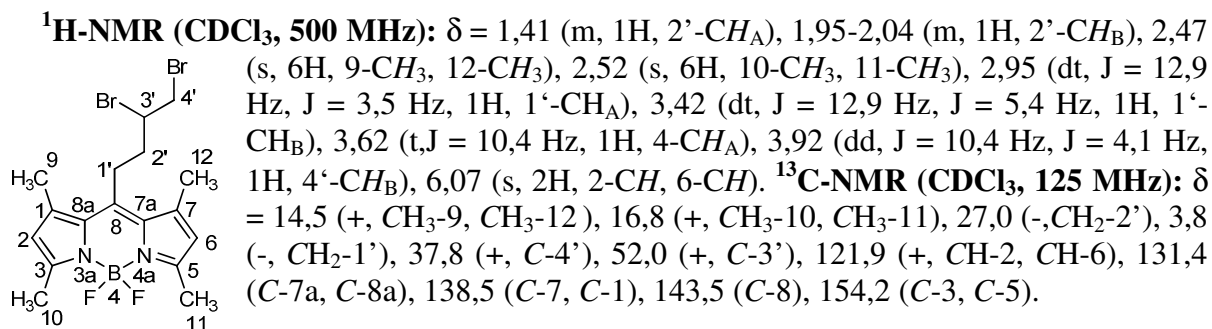 ¹H-NMR (CDCl₃, 500 MHz): δ = 1,41 (m, 1H, 2’-CH_A), 1,95-2,04 (m, 1H, 2’-CH_B), 2,47
(s, 6H, 9-CH₃, 12-CH₃), 2,52 (s, 6H, 10-CH₃, 11-CH₃), 2,95 (dt, J = 12,9
Hz, J = 3,5 Hz, 1H, 1‘-CH_A), 3,42 (dt, J = 12,9 Hz, J = 5,4 Hz, 1H, 1‘-
CH_B), 3,62 (t,J = 10,4 Hz, 1H, 4-CH_A), 3,92 (dd, J = 10,4 Hz, J = 4,1 Hz,
1H, 4‘-CH_B), 6,07 (s, 2H, 2-CH, 6-CH). ¹³C-NMR (CDCl₃, 125 MHz): δ
= 14,5 (+, CH₃-9, CH₃-12 ), 16,8 (+, CH₃-10, CH₃-11), 27,0 (-,CH₂-2’), 3,8
(-, CH₂-1’), 37,8 (+, C-4’), 52,0 (+, C-3’), 121,9 (+, CH-2, CH-6), 131,4
(C-7a, C-8a), 138,5 (C-7, C-1), 143,5 (C-8), 154,2 (C-3, C-5).
Br
Br 3' 4'
1' 2'
9 12
H₃C CH₃
1 8a 8 7a 7
2 6
3 N N 5
3a B 4a
4
H₃C F F CH₃
10 11